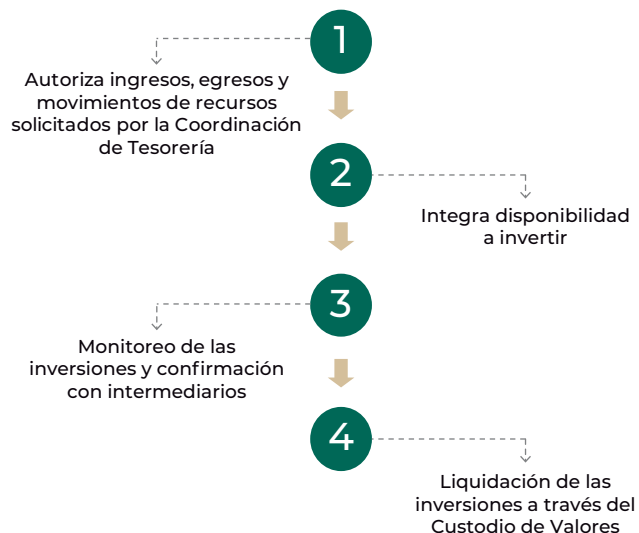 1
Autoriza ingresos, egresos y
movimientos de recursos
solicitados por la Coordinación
de Tesorería
2
Integra disponibilidad
a invertir
3
Monitoreo de las
inversiones y confirmación
con intermediarios
4
Liquidación de las
inversiones a través del
Custodio de Valores